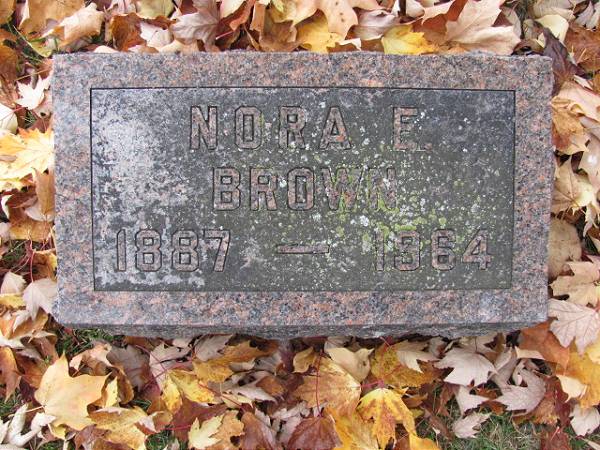 NORA E.
BROWN
1887 — 1964